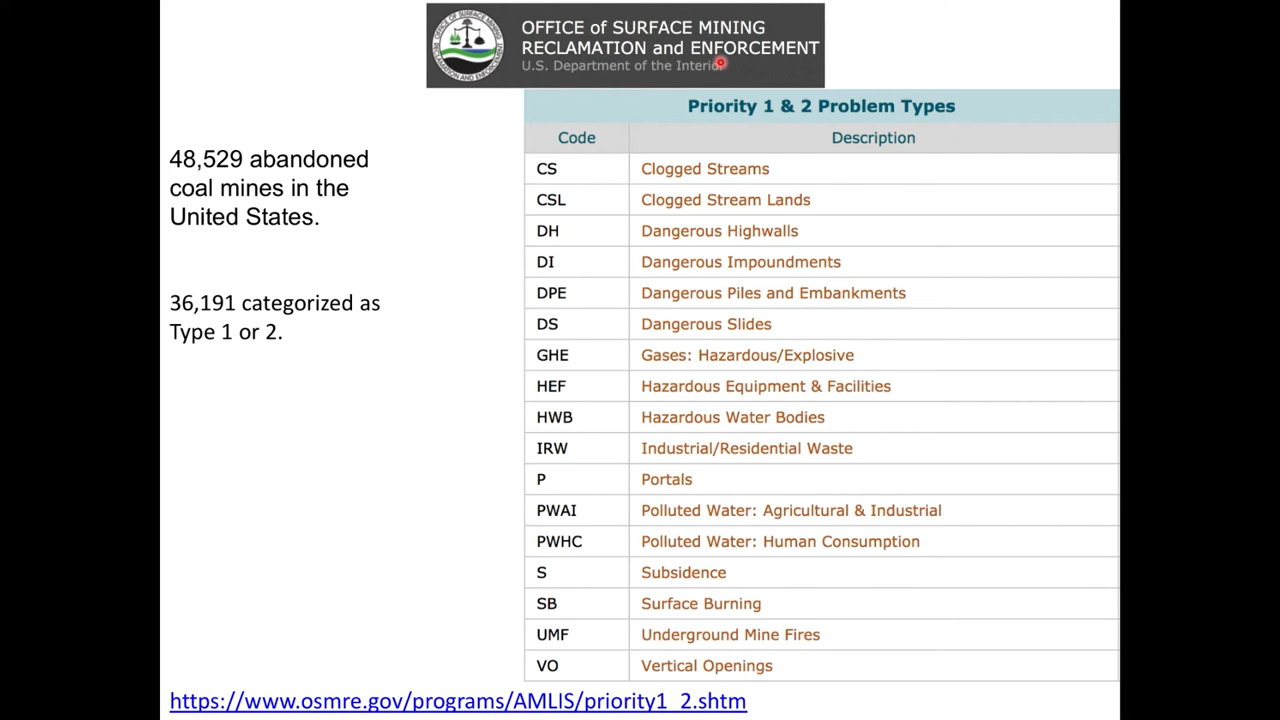 OFFICE of SURFACE MINING
RECLAMATION and ENFORCEMENT
U.S. Department of the Interior
48,529 abandoned
coal mines in the
United States.
36,191 categorized as
Type 1 or 2.
Priority 1 & 2 Problem Types
Code Description
CS Clogged Streams
CSL Clogged Stream Lands
DH Dangerous Highwalls
DI Dangerous Impoundments
DPE Dangerous Piles and Embankments
DS Dangerous Slides
GHE Gases: Hazardous/Explosive
HEF Hazardous Equipment & Facilities
HWB Hazardous Water Bodies
IRW Industrial/Residential Waste
P Portals
PWAI Polluted Water: Agricultural & Industrial
PWHC Polluted Water: Human Consumption
S Subsidence
SB Surface Burning
UMF Underground Mine Fires
VO Vertical Openings
https://www.osmre.gov/programs/AMLIS/priority1_2.shtm